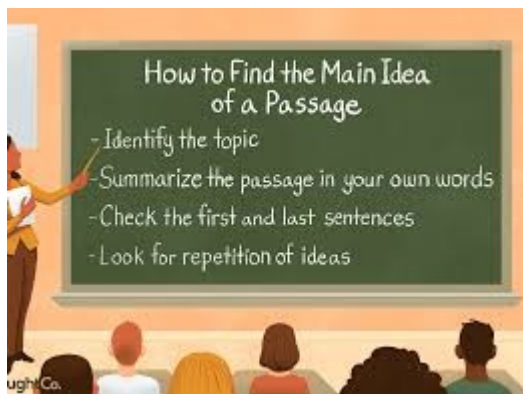 How to Find the Main Idea
of a Passage
-Identify the topic
-Summarize the passage in your own words
-Check the first and last sentences
-Look for repetition of ideas
ughtCo.